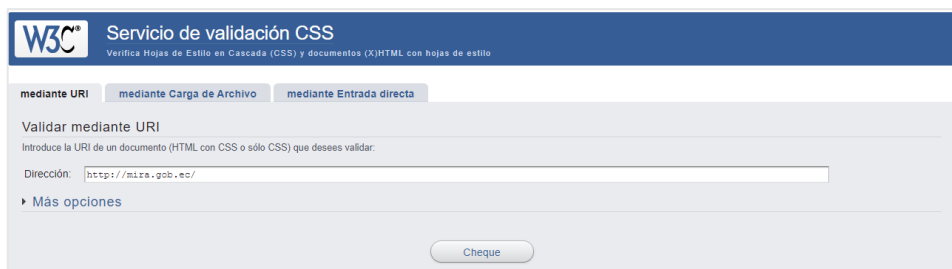 W3C® Servicio de validación CSS
Verifica Hojas de Estilo en Cascada (CSS) y documentos (X)HTML con hojas de estilo
mediante URI mediante Carga de Archivo mediante Entrada directa
Validar mediante URI
Introduce la URI de un documento (HTML con CSS o sólo CSS) que desees validar:
Dirección: http://mira.gob.ec/
Más opciones
Cheque